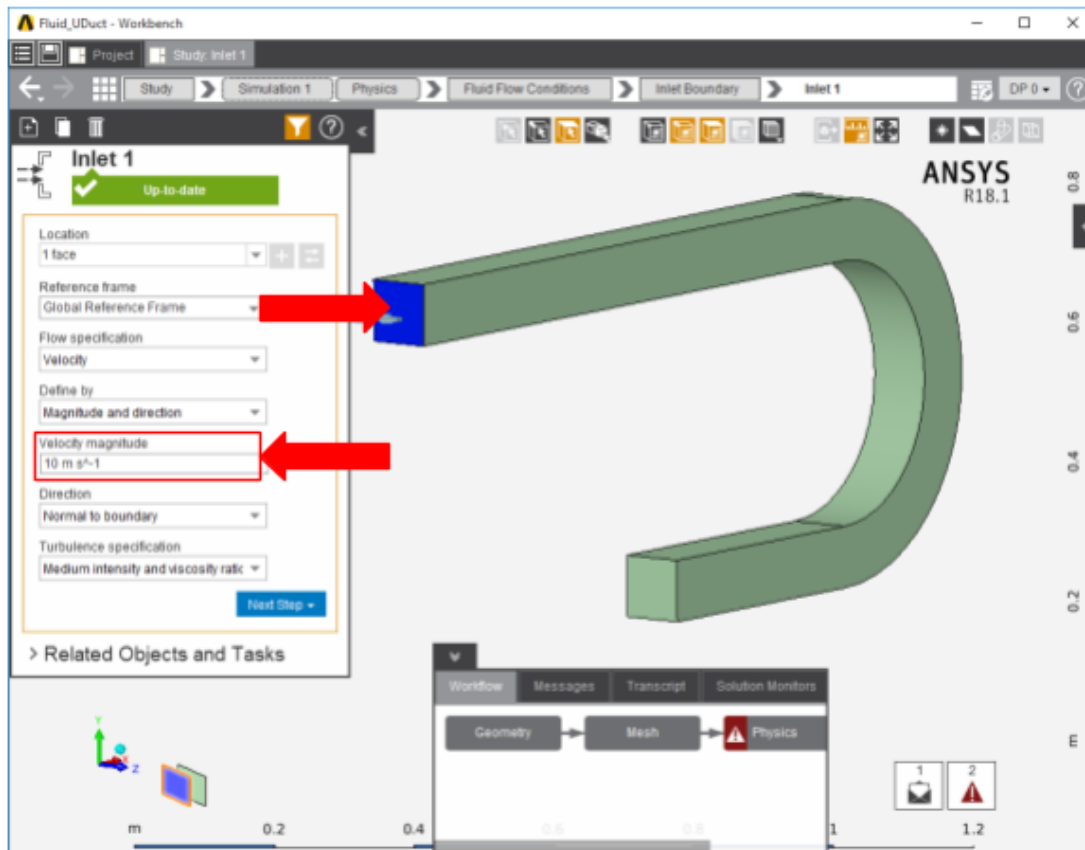 Fluid_UDuct - Workbench
Project
Study: Inlet 1
Study
Simulation 1
Physics
Fluid Flow Conditions
Inlet Boundary
Inlet 1
DP 0
Inlet 1
Up-to-date
Location
1 face
Reference frame
Global Reference Frame
Flow specification
Velocity
Define by
Magnitude and direction
Velocity magnitude
10 m s^-1
Direction
Normal to boundary
Turbulence specification
Medium intensity and viscosity ratic
Next Step
> Related Objects and Tasks
ANSYS
R18.1
0.8
0.6
0.4
0.2
m
Workflow
Messages
Transcript
Solution Monitors
Geometry
Mesh
Physics
Y
X
Z
1
2
m
0.2
0.4
0.6
0.8
1
1.2